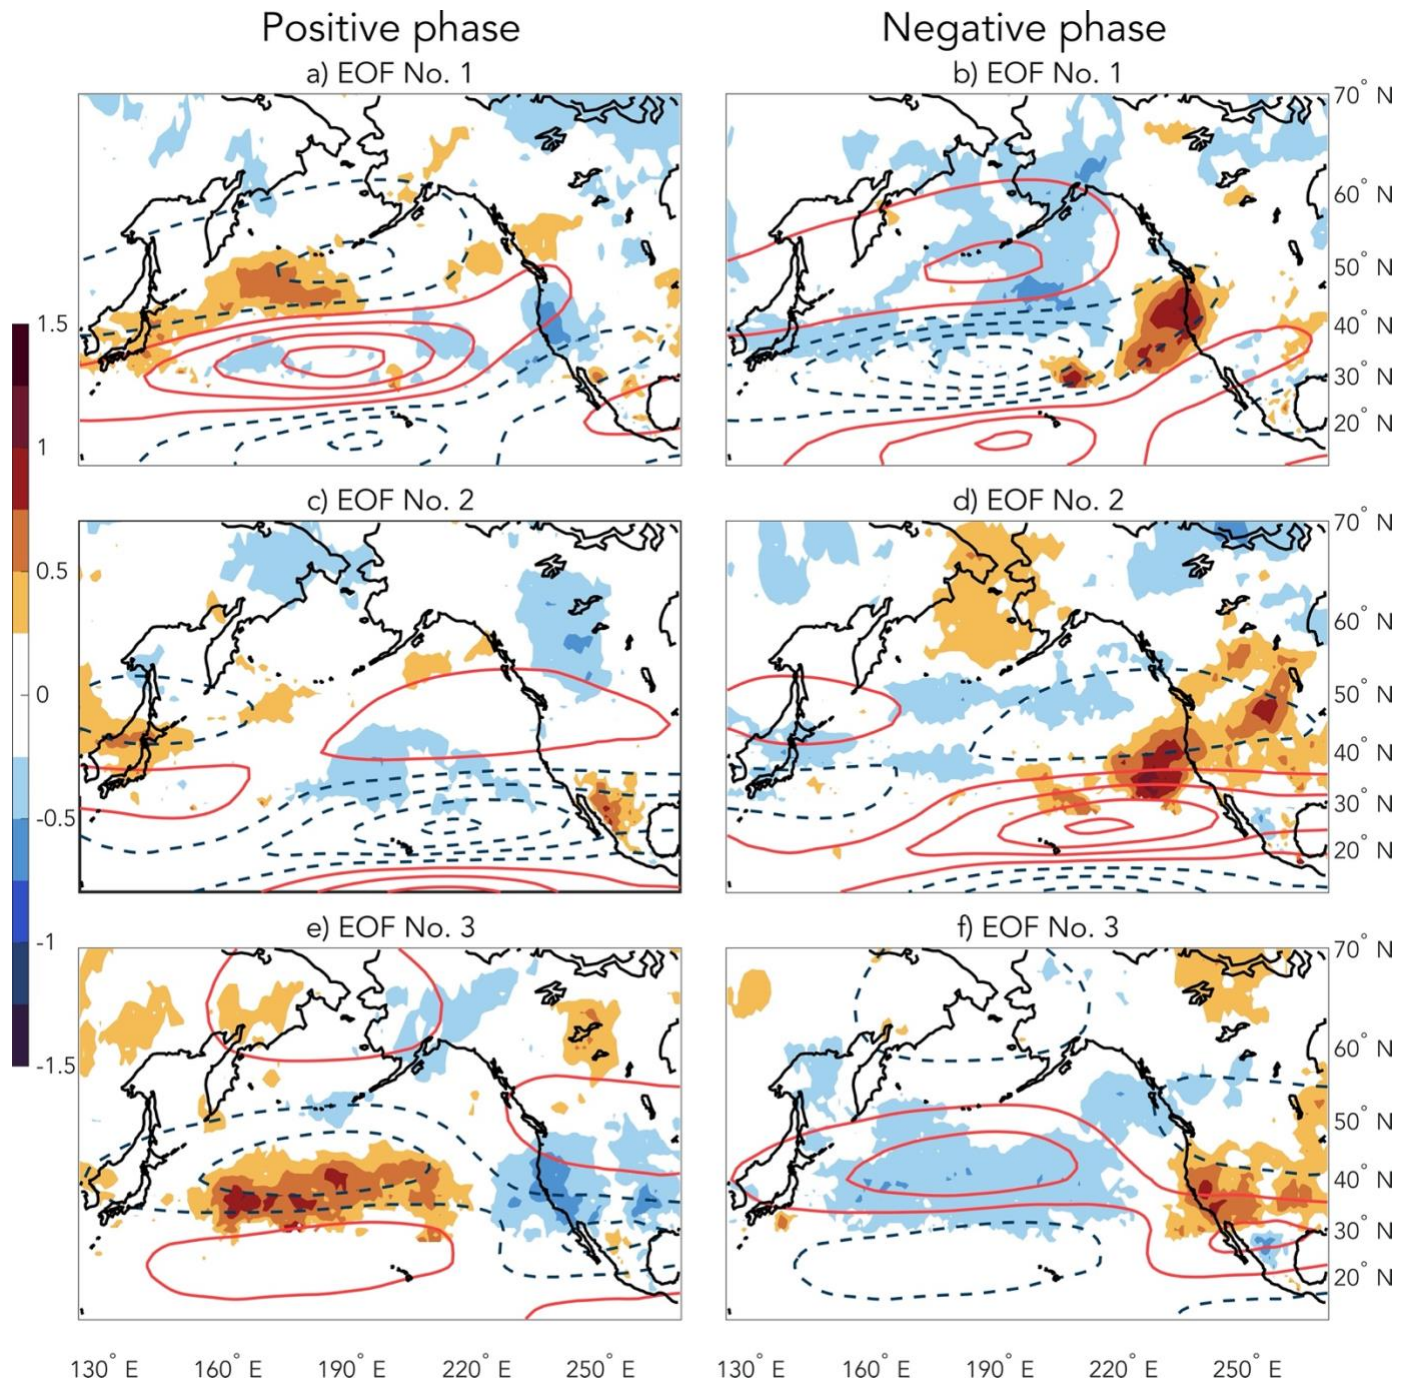 Positive phase
Negative phase
a) EOF No. 1
b) EOF No. 1
70° N
60° N
50° N
40° N
30° N
20° N
c) EOF No. 2
d) EOF No. 2
1.5
1
0.5
0
-0.5
-1
-1.5
70° N
60° N
50° N
40° N
30° N
20° N
e) EOF No. 3
f) EOF No. 3
70° N
60° N
50° N
40° N
30° N
20° N
130° E 160° E 190° E 220° E 250° E
130° E 160° E 190° E 220° E 250° E